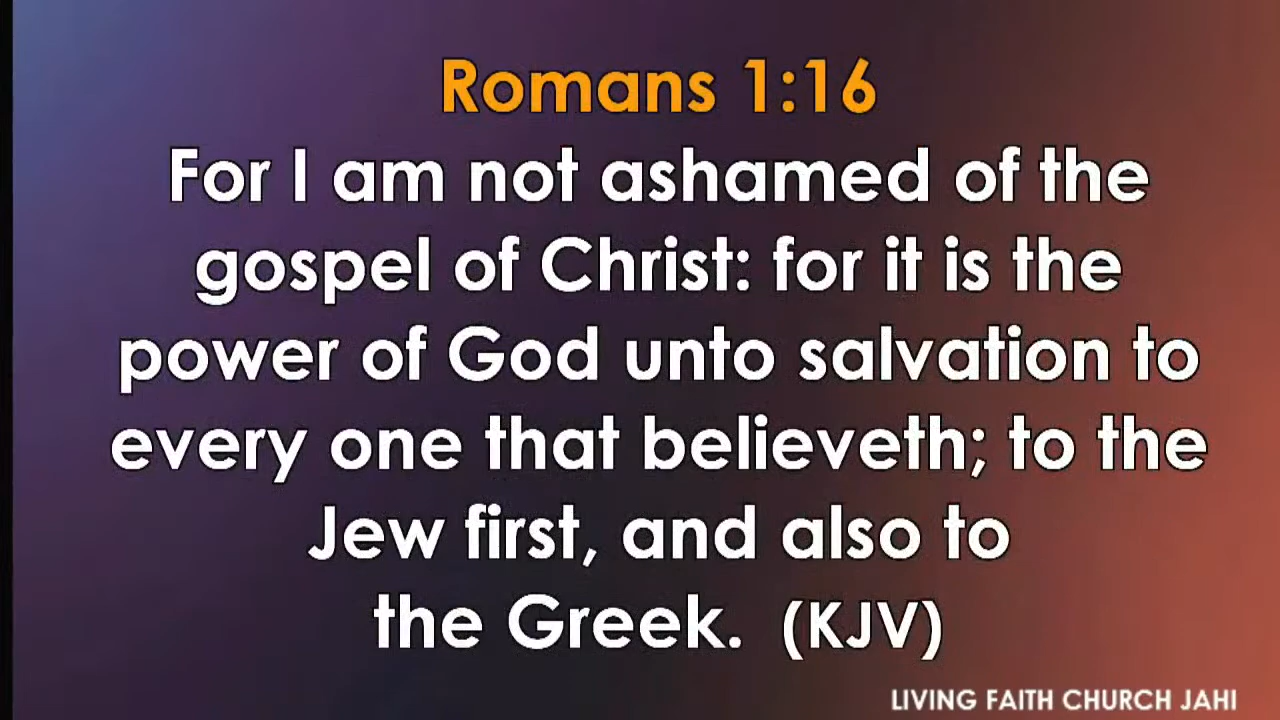 Romans 1:16
For I am not ashamed of the
gospel of Christ: for it is the
power of God unto salvation to
every one that believeth; to the
Jew first, and also to
the Greek. (KJV)
LIVING FAITH CHURCH JAHI